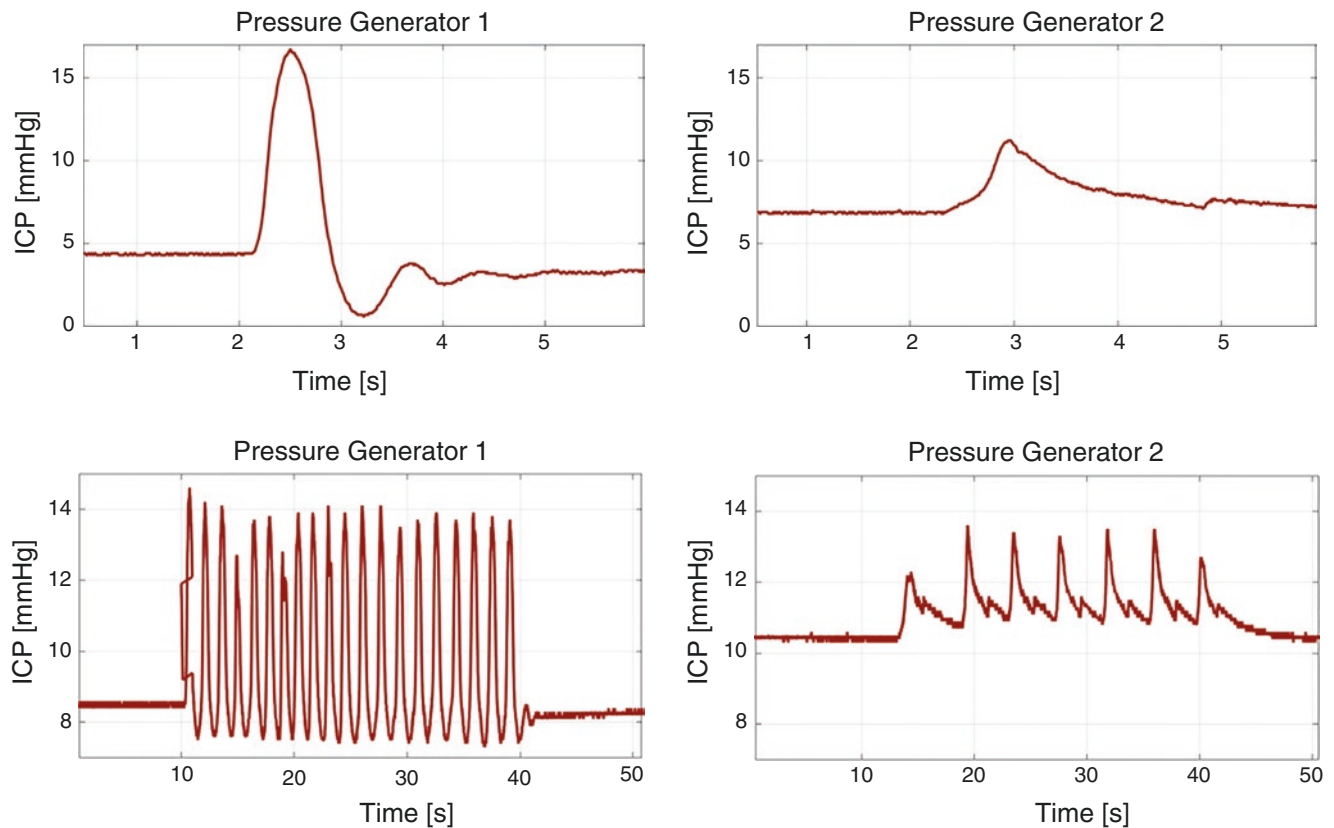 Pressure Generator 1
15
10
5
0
ICP [mmHg]
1 2 3 4 5
Time [s]
Pressure Generator 2
15
10
5
0
ICP [mmHg]
1 2 3 4 5
Time [s]
Pressure Generator 1
14
12
10
8
ICP [mmHg]
10 20 30 40 50
Time [s]
Pressure Generator 2
14
12
10
8
ICP [mmHg]
10 20 30 40 50
Time [s]